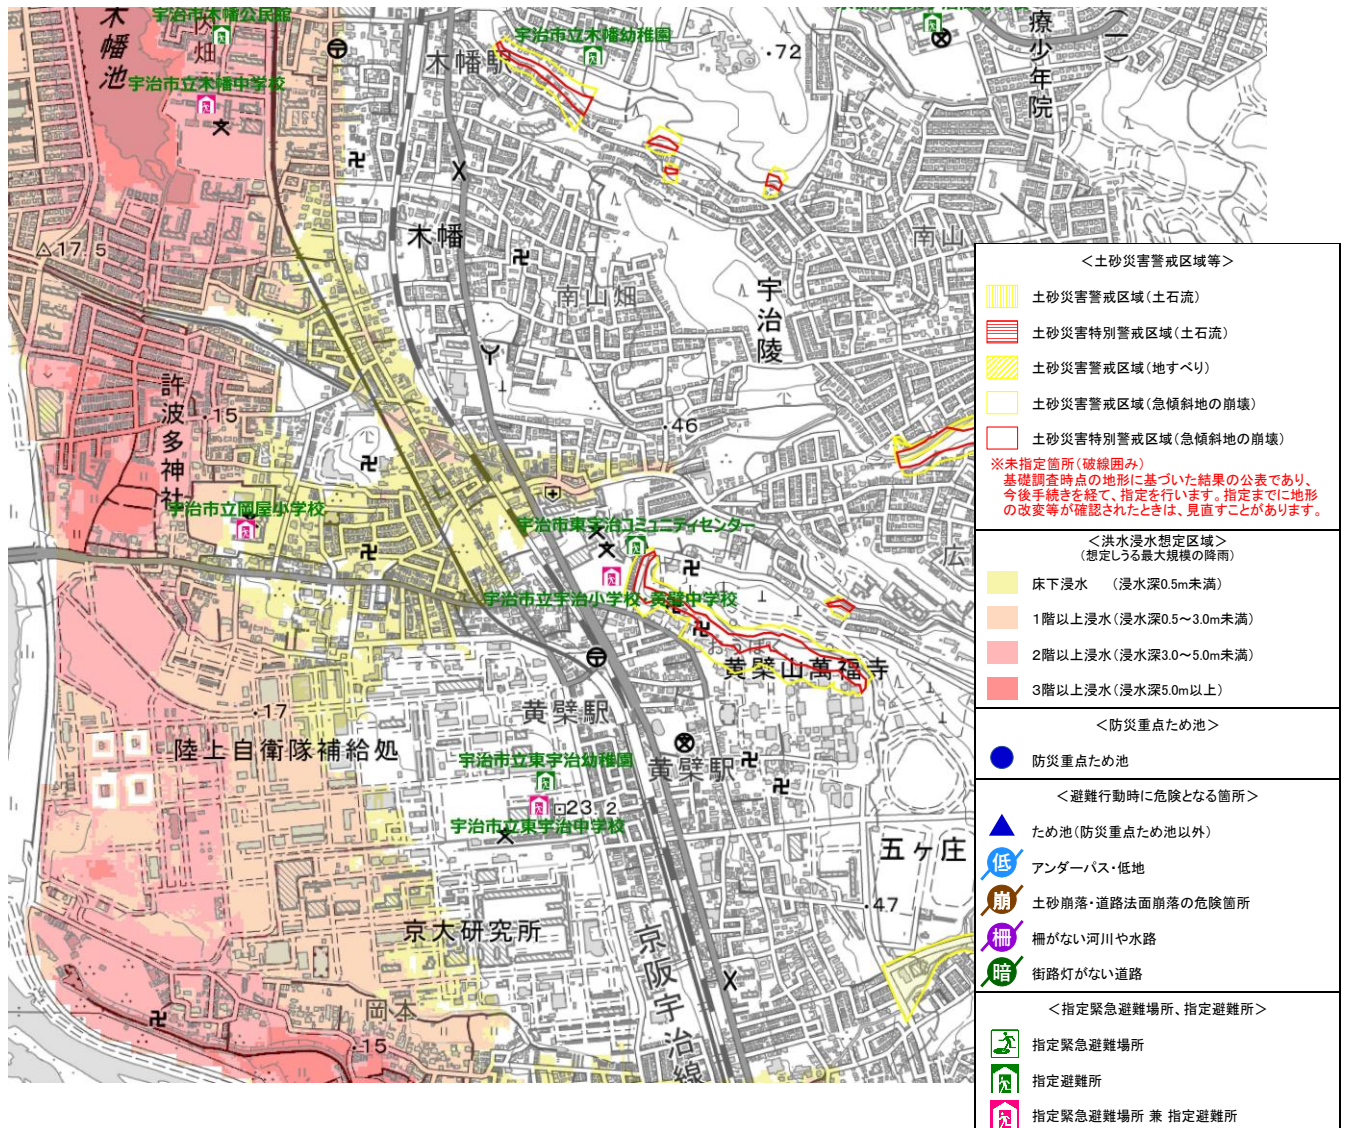 宇治市木幡公民館
木幡池
内畑
宇治市立木幡中学校
木幡駅
宇治市立木幡幼稚園
・72
療少年院
(一)
17 5
木幡
南山
南山畑
宇治陵
許波多神社
・15
・46
宇治市立岡屋小学校
宇治市東宇治コミュニティセンター
広
宇治市立宇治小学校・黄檗中学校
黄檗山萬福寺
・17
黄檗駅
陸上自衛隊補給処
黄檗駅
宇治市立東宇治幼稚園
23 2
宇治市立東宇治中学校
五ヶ庄
・47
京大研究所
京阪宇治線
岡本
・15
<土砂災害警戒区域等>
土砂災害警戒区域(土石流)
土砂災害特別警戒区域(土石流)
土砂災害警戒区域(地すべり)
土砂災害警戒区域(急傾斜地の崩壊)
土砂災害特別警戒区域(急傾斜地の崩壊)
※未指定箇所(破線囲み)
基礎調査時点の地形に基づいた結果の公表であり、
今後手続きを経て、指定を行います。指定までに地形
の改変等が確認されたときは、見直すことがあります。
<洪水浸水想定区域>
(想定しうる最大規模の降雨)
床下浸水 (浸水深0.5m未満)
1階以上浸水(浸水深0.5～3.0m未満)
2階以上浸水(浸水深3.0～5.0m未満)
3階以上浸水(浸水深5.0m以上)
<防災重点ため池>
防災重点ため池
<避難行動時に危険となる箇所>
ため池(防災重点ため池以外)
低 アンダーパス・低地
崩 土砂崩落・道路法面崩落の危険箇所
柵 柵がない河川や水路
暗 街路灯がない道路
<指定緊急避難場所、指定避難所>
指定緊急避難場所
指定避難所
指定緊急避難場所 兼 指定避難所